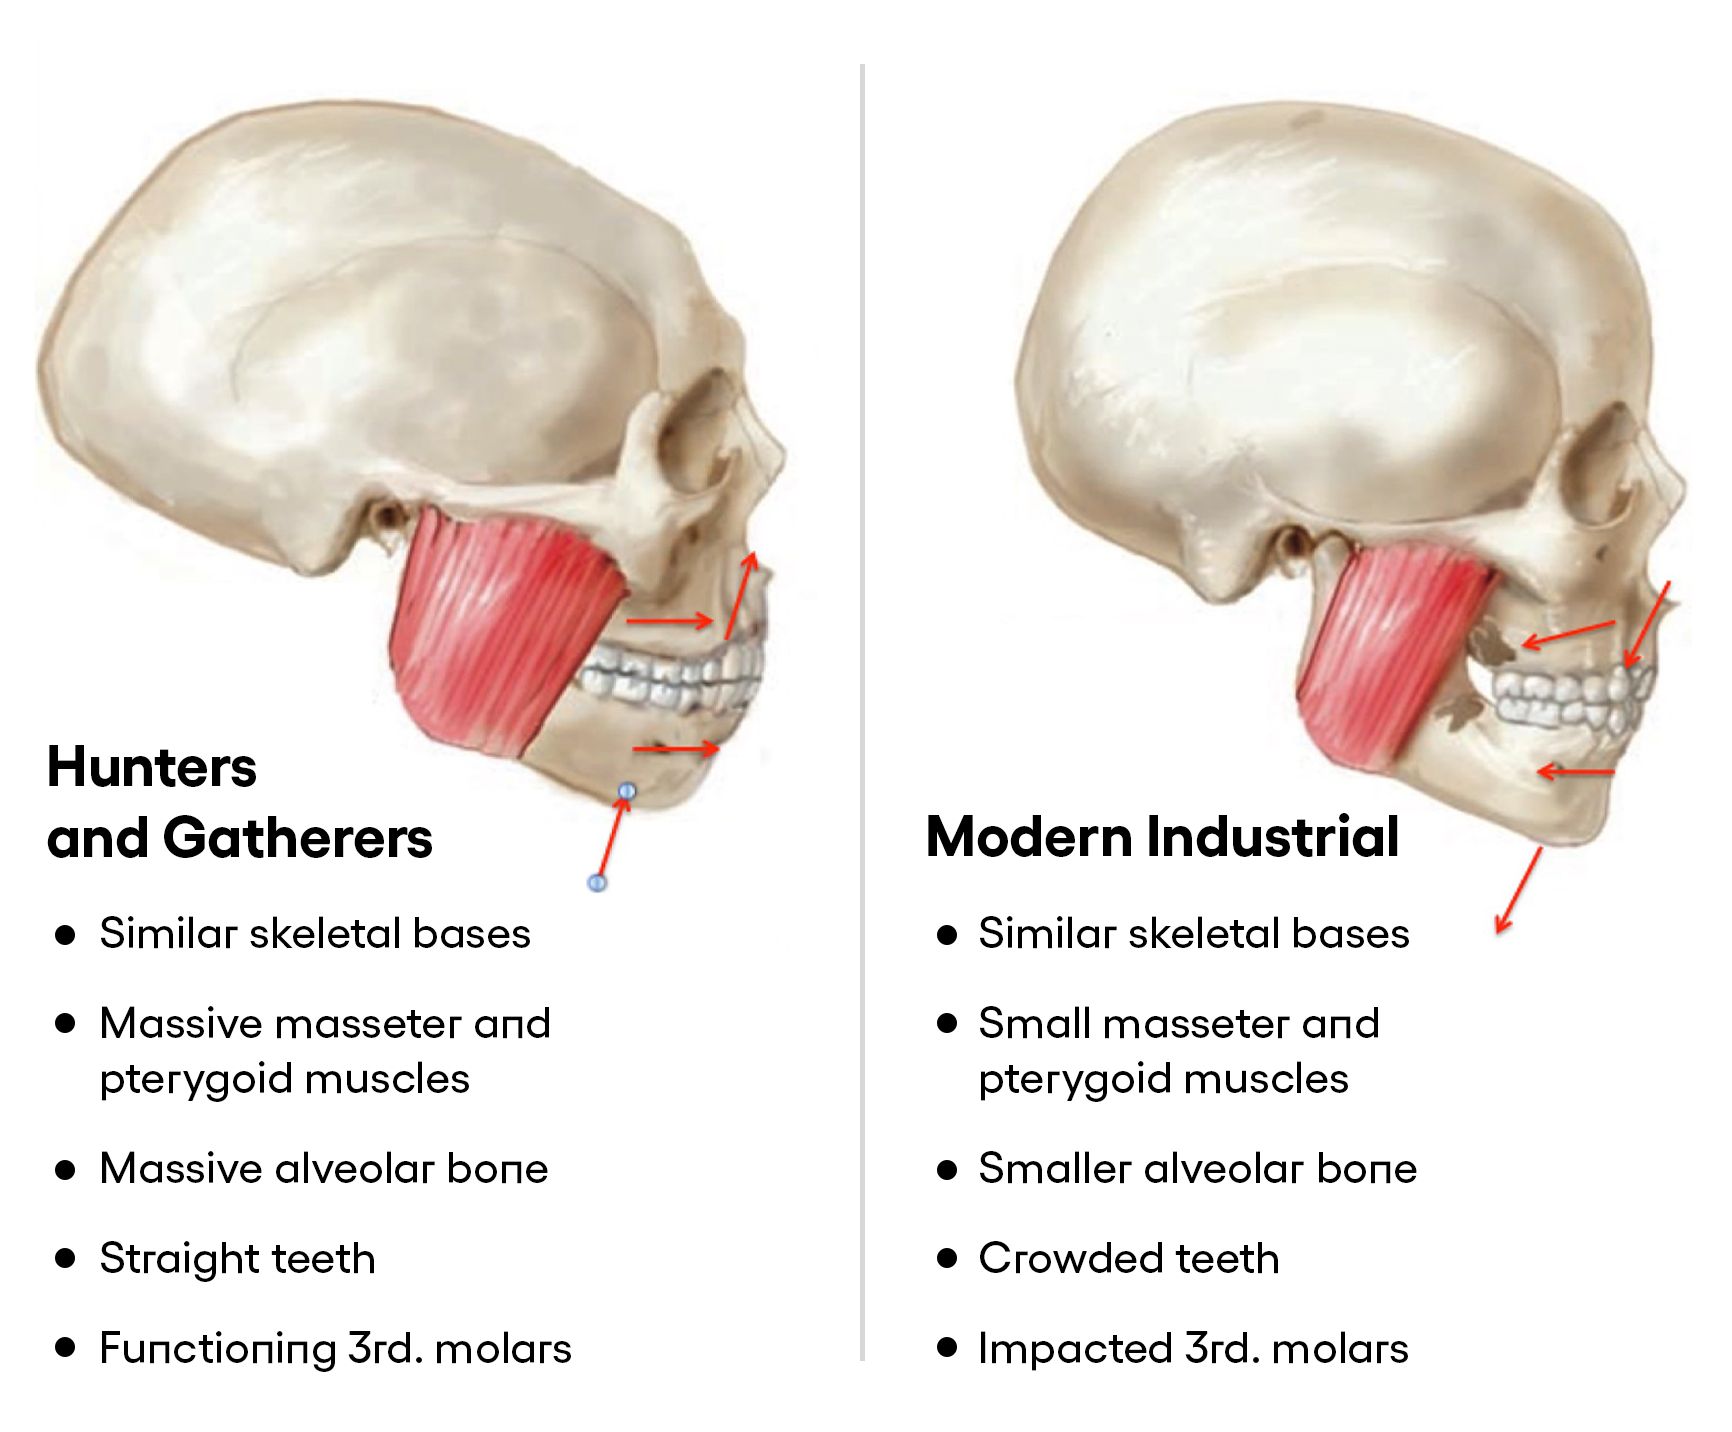 Hunters
and Gatherers
Similar skeletal bases
Massive masseter and
pterygoid muscles
Massive alveolar bone
Straight teeth
Functioning 3rd. molars
Modern Industrial
Similar skeletal bases
Small masseter and
pterygoid muscles
Smaller alveolar bone
Crowded teeth
Impacted 3rd. molars